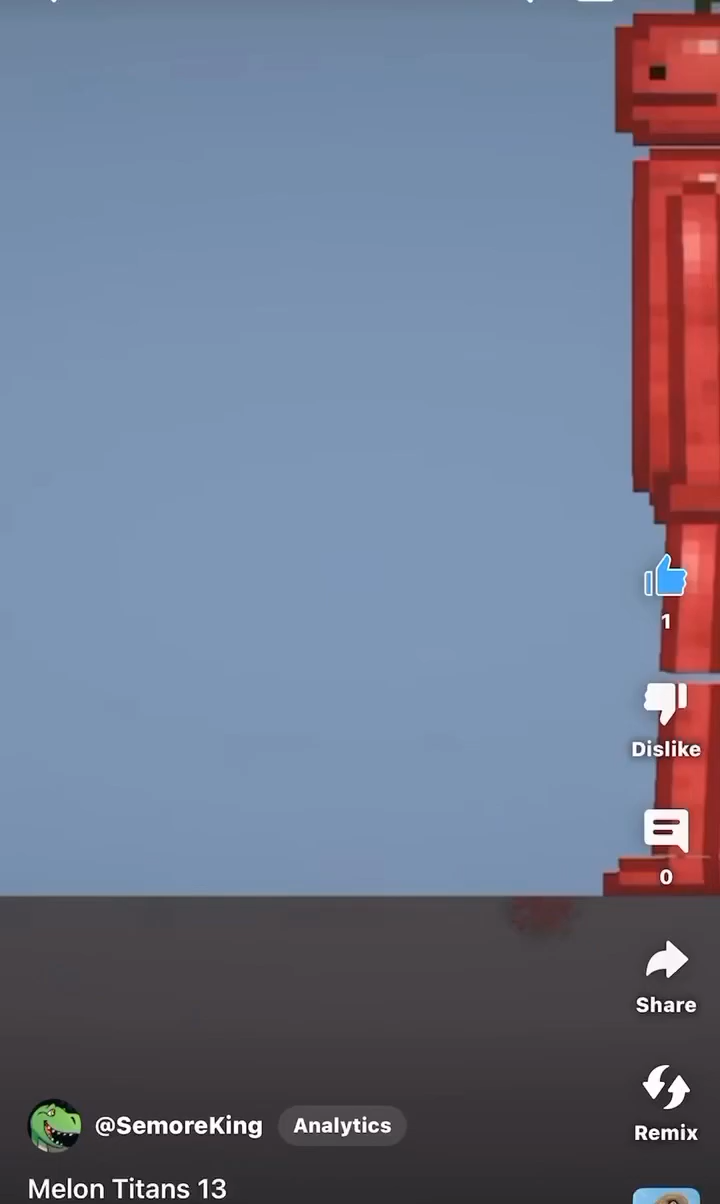 1
Dislike
0
Share
Remix
@SemoreKing Analytics
Melon Titans 13